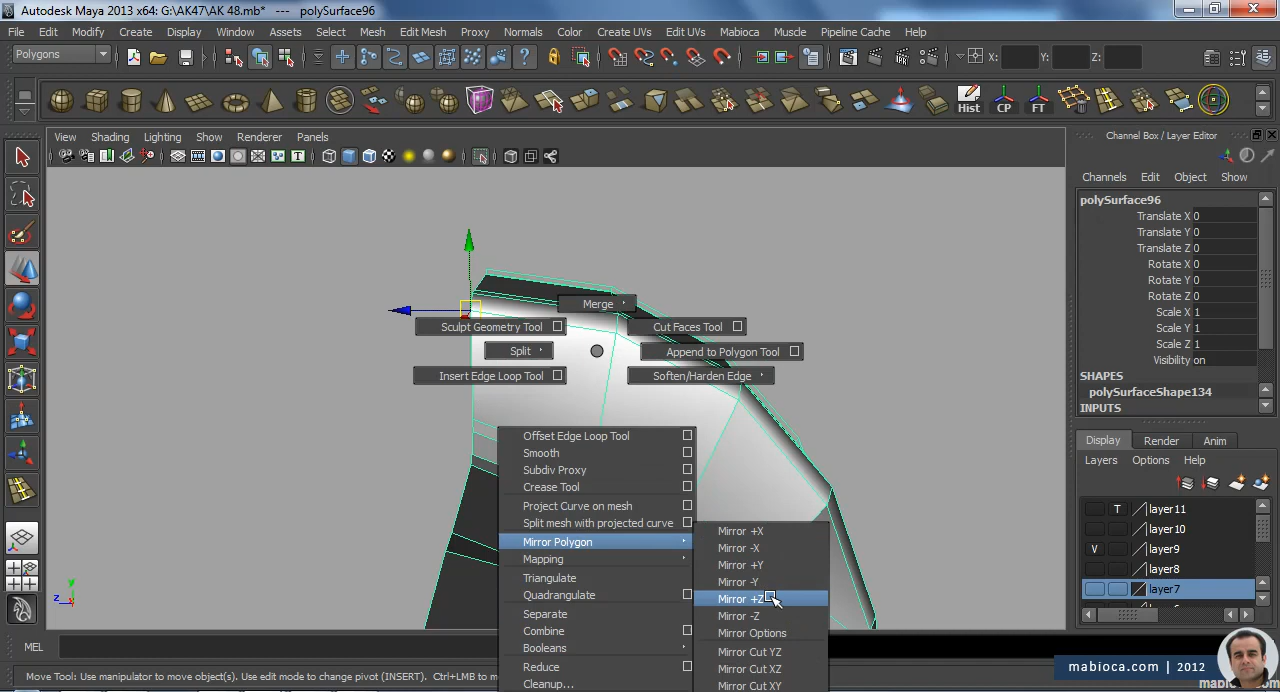 Autodesk Maya 2013 x64: G:\AK47\AK 48.mb* --- polySurface96
File Edit Modify Create Display Window Assets Select Mesh Edit Mesh Proxy Normals Color Create UVs Edit UVs Mabioca Muscle Pipeline Cache Help
Polygons
X: Y: Z:
Hist CP FT
View Shading Lighting Show Renderer Panels
Channel Box / Layer Editor
Channels Edit Object Show
polySurface96
Translate X 0
Translate Y 0
Translate Z 0
Rotate X 0
Rotate Y 0
Rotate Z 0
Scale X 1
Scale Y 1
Scale Z 1
Visibility on
SHAPES
polySurfaceShape134
INPUTS
Display Render Anim
Layers Options Help
T layer11
layer10
V layer9
layer8
layer7
Merge
Sculpt Geometry Tool
Cut Faces Tool
Split
Append to Polygon Tool
Insert Edge Loop Tool
Soften/Harden Edge
Offset Edge Loop Tool
Smooth
Subdiv Proxy
Crease Tool
Project Curve on mesh
Split mesh with projected curve
Mirror Polygon
Mapping
Triangulate
Quadrangulate
Separate
Combine
Booleans
Reduce
Cleanup...
Mirror +X
Mirror -X
Mirror +Y
Mirror -Y
Mirror +Z
Mirror -Z
Mirror Options
Mirror Cut YZ
Mirror Cut XZ
Mirror Cut XY
y
z
MEL
Move Tool: Use manipulator to move object(s). Use edit mode to change pivot (INSERT). Ctrl+LMB to m
mabioca.com | 2012
mabioca.com